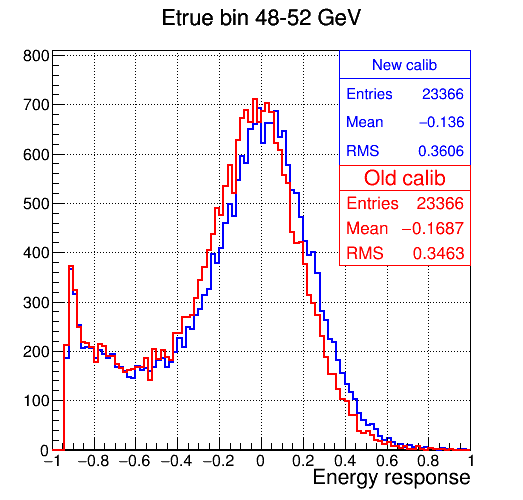 Etrue bin 48-52 GeV
800
700
600
500
400
300
200
100
0
New calib
Entries 23366
Mean −0.136
RMS 0.3606
Old calib
Entries 23366
Mean −0.1687
RMS 0.3463
−1 −0.8 −0.6 −0.4 −0.2 0 0.2 0.4 0.6 0.8 1
Energy response